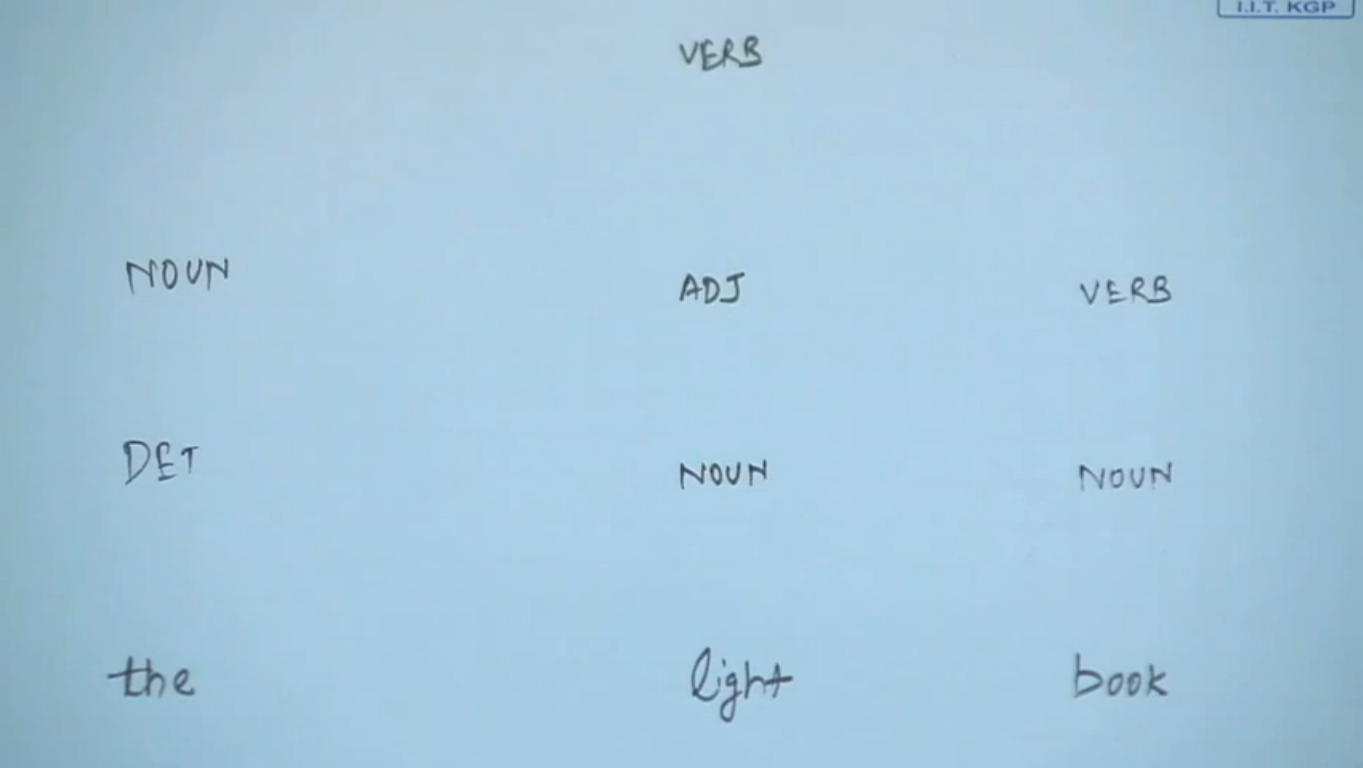 I.I.T. KGP
VERB
NOUN ADJ VERB
DET NOUN NOUN
the light book